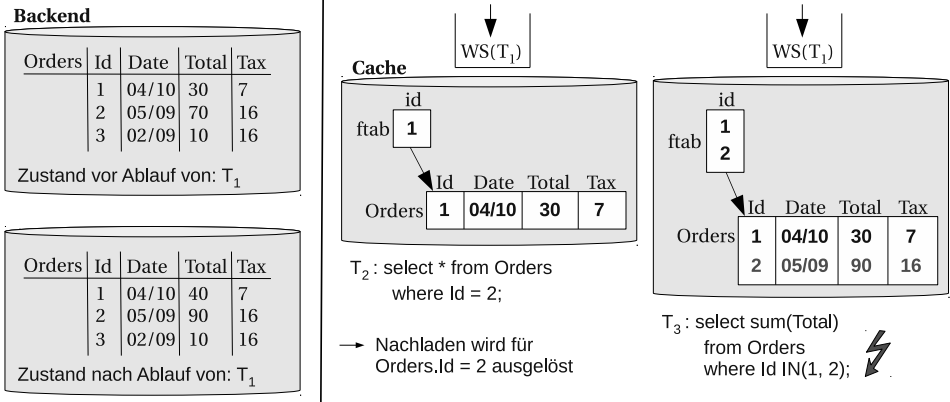 Backend
Orders Id Date Total Tax
1 04/10 30 7
2 05/09 70 16
3 02/09 10 16
Zustand vor Ablauf von: T1
Orders Id Date Total Tax
1 04/10 40 7
2 05/09 90 16
3 02/09 10 16
Zustand nach Ablauf von: T1
WS(T1)
Cache
id
ftab 1
Id Date Total Tax
Orders 1 04/10 30 7
T2 : select * from Orders
where Id = 2;
→ Nachladen wird für
Orders.Id = 2 ausgelöst
WS(T1)
id
ftab 1
2
Id Date Total Tax
Orders 1 04/10 30 7
2 05/09 90 16
T3 : select sum(Total)
from Orders
where Id IN(1, 2);